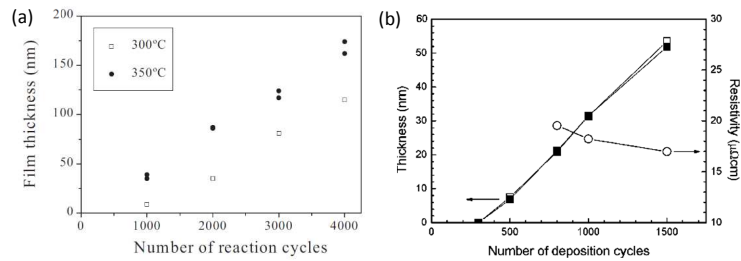 (a)
200
150
100
50
0
Film thickness (nm)
300ºC
350ºC
0 1000 2000 3000 4000
Number of reaction cycles
(b)
60
50
40
30
20
10
0
Thickness (nm)
30
25
20
15
10
Resistivity (μΩcm)
0 500 1000 1500
Number of deposition cycles